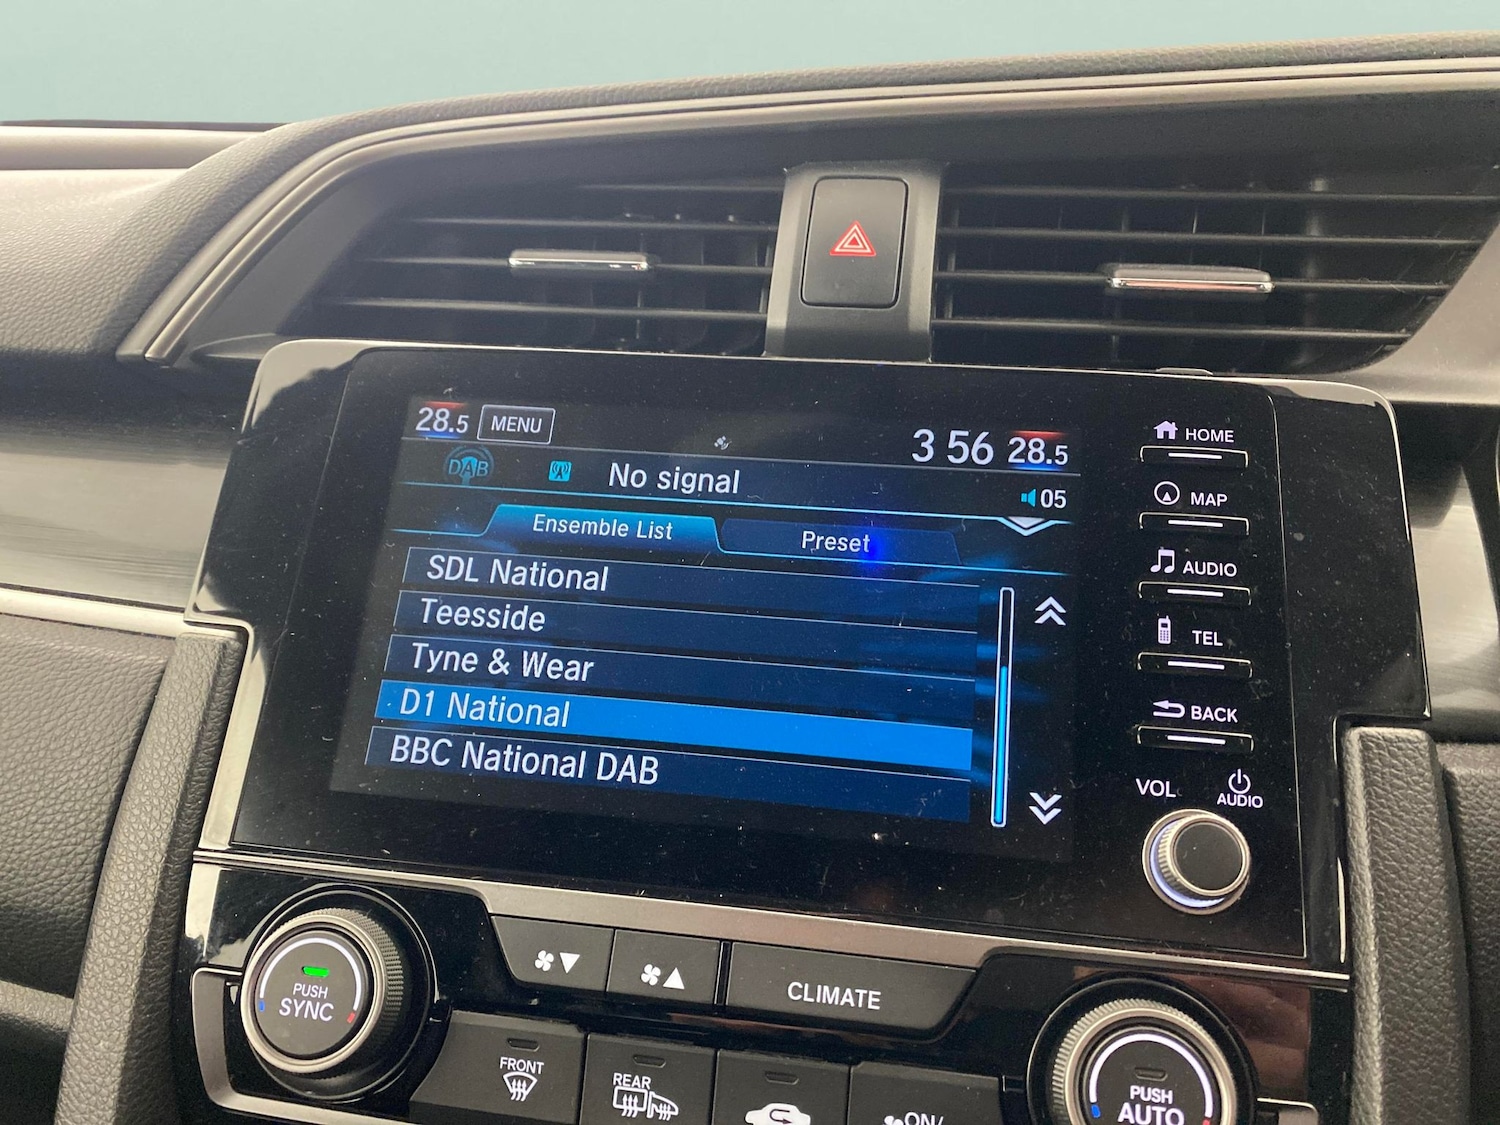 28.5 MENU 3 56 28.5
DAB No signal
05
Ensemble List Preset
SDL National
Teesside
Tyne & Wear
D1 National
BBC National DAB
HOME
MAP
AUDIO
TEL
BACK
VOL AUDIO
PUSH
SYNC
CLIMATE
FRONT
REAR
ON/
PUSH
AUTO